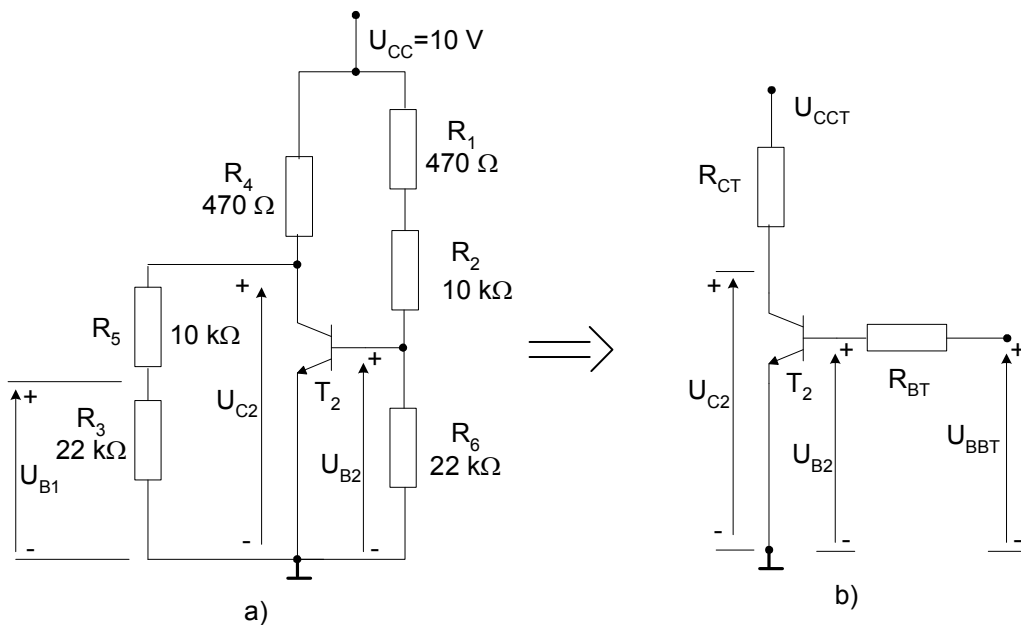 U_CC=10 V
R_1
470 Ω
R_4
470 Ω
R_2
10 kΩ
+
R_5
10 kΩ
+
+
T_2
R_3
22 kΩ
U_C2
R_6
22 kΩ
U_B1
U_B2
-
-
-
a)
U_CCT
R_CT
+
+
+
T_2
R_BT
U_C2
U_B2
U_BBT
-
-
-
b)